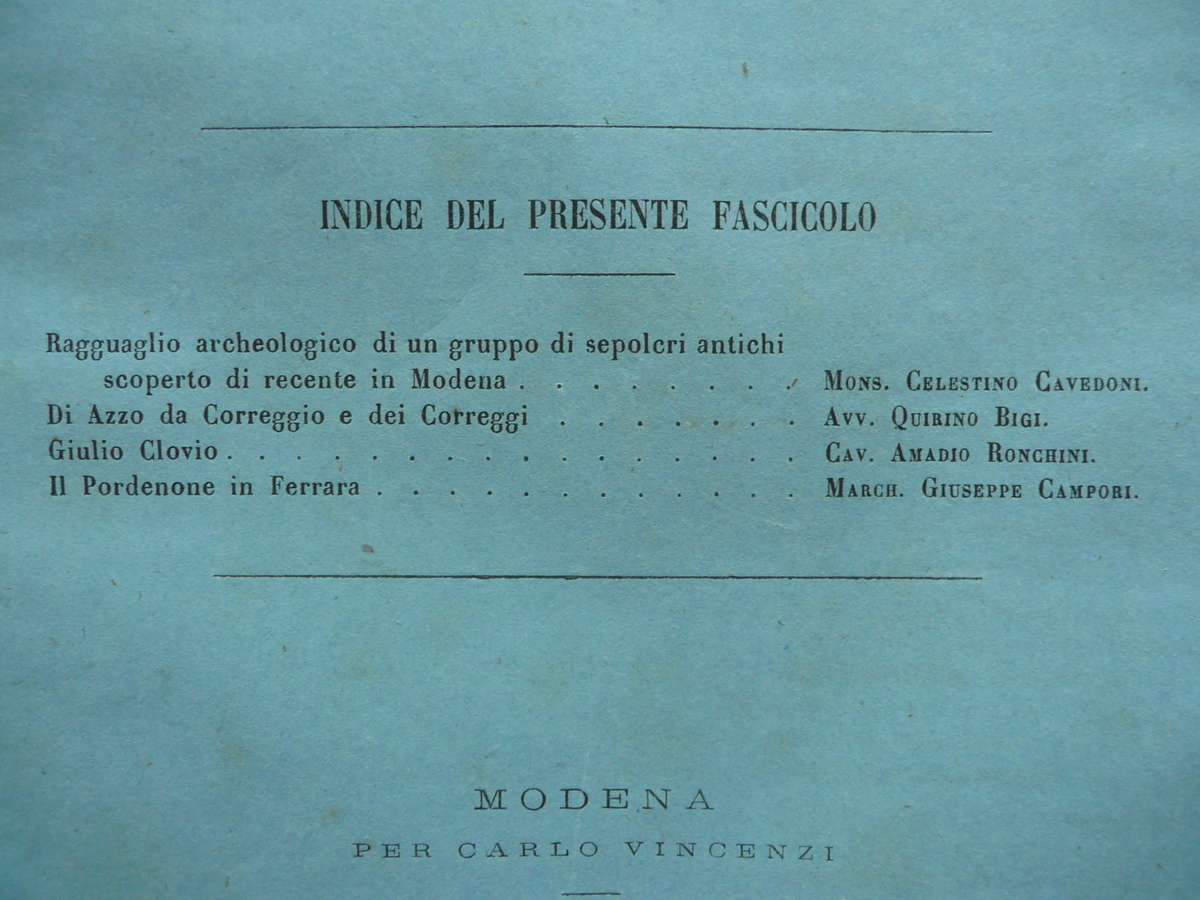 INDICE DEL PRESENTE FASCICOLO
Ragguaglio archeologico di un gruppo di sepolcri antichi
scoperto di recente in Modena . . . . . . . . Mons. Celestino Cavedoni.
Di Azzo da Correggio e dei Correggi . . . . . . . Avv. Quirino Bigi.
Giulio Clovio . . . . . . . . . . . . . . . . Cav. Amadio Ronchini.
Il Pordenone in Ferrara . . . . . . . . . . . . March. Giuseppe Campori.
MODENA
PER CARLO VINCENZI